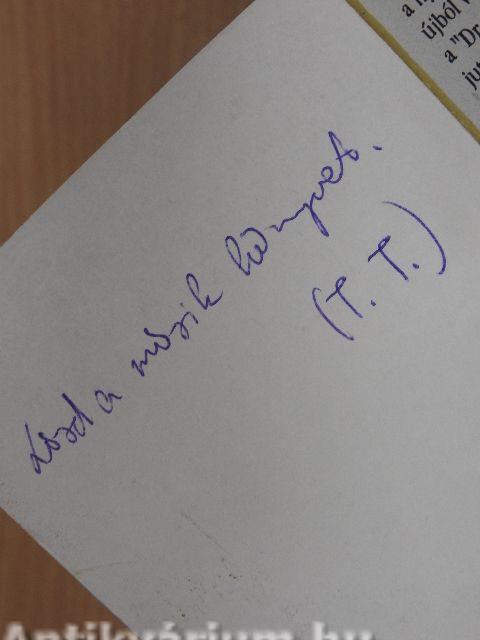 Lásd a másik könyvet.
(T. T.)
újból
a "Dr
jut
Antikvárium.hu